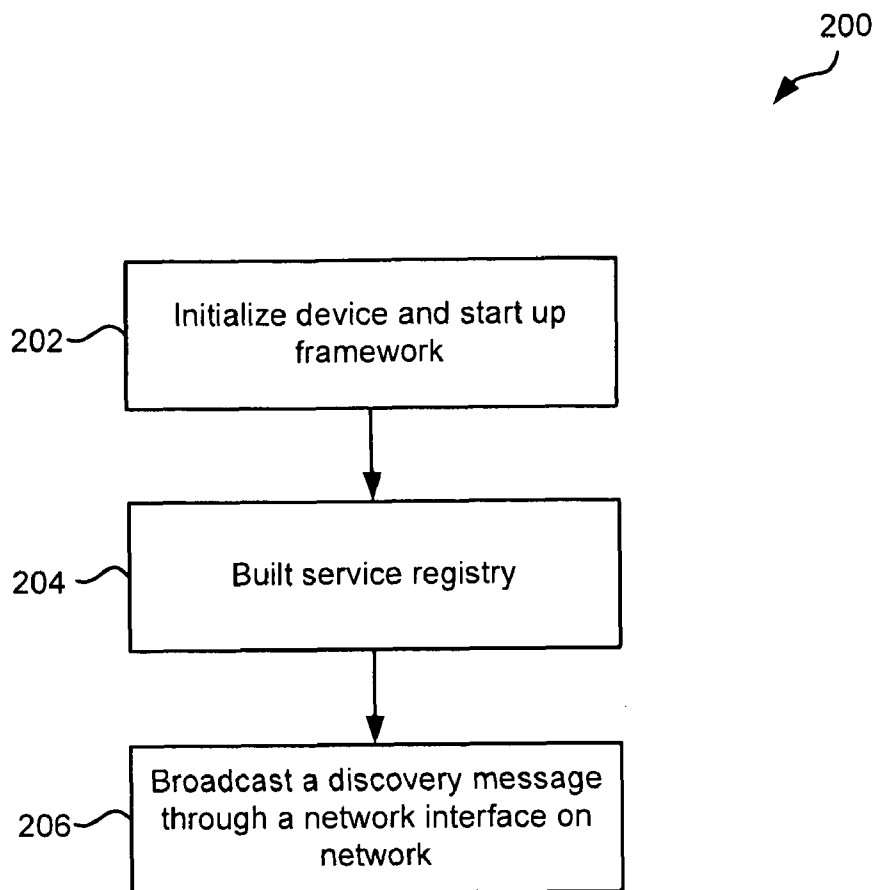 200
202
Initialize device and start up
framework
204
Built service registry
206
Broadcast a discovery message
through a network interface on
network